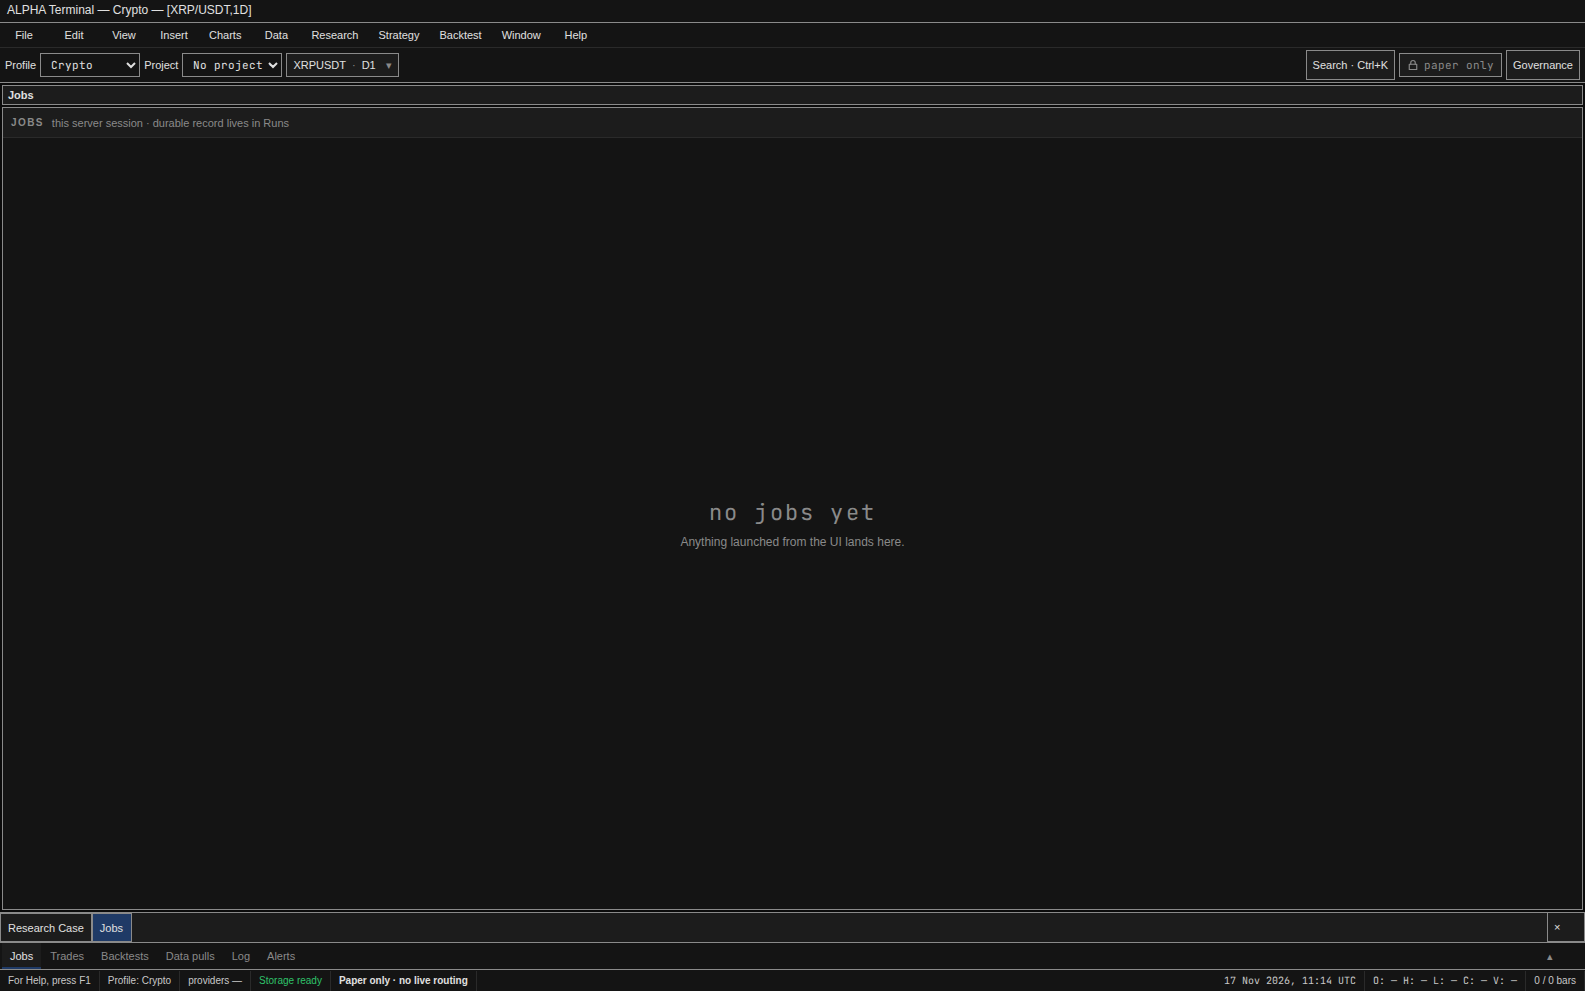 ALPHA Terminal — Crypto — [XRP/USDT,1D]
File Edit View Insert Charts Data Research Strategy Backtest Window Help
Profile Crypto Project No project XRPUSDT · D1 ▾ Search · Ctrl+K paper only Governance
Jobs
JOBS this server session · durable record lives in Runs
no jobs yet
Anything launched from the UI lands here.
Research Case Jobs ×
Jobs Trades Backtests Data pulls Log Alerts ▴
For Help, press F1 Profile: Crypto providers — Storage ready Paper only · no live routing 17 Nov 2026, 11:14 UTC O: — H: — L: — C: — V: — 0 / 0 bars